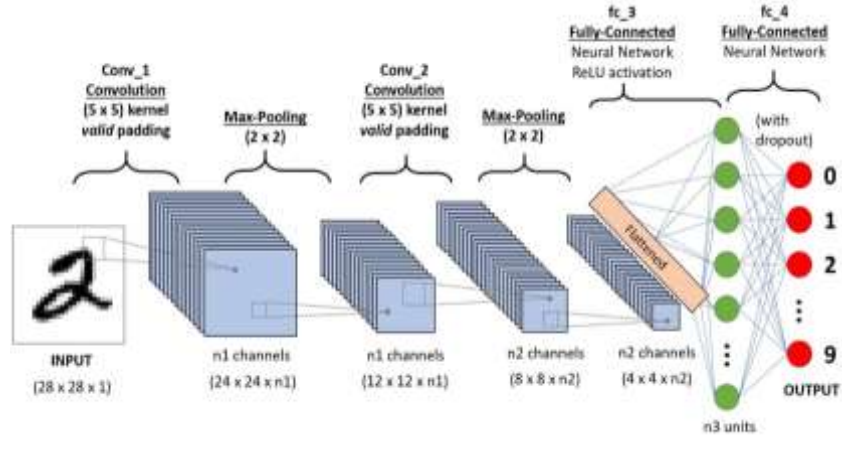 fc_3
Fully-Connected
Neural Network
ReLU activation
fc_4
Fully-Connected
Neural Network
Conv_1
Convolution
(5 x 5) kernel
valid padding
Max-Pooling
(2 x 2)
Conv_2
Convolution
(5 x 5) kernel
valid padding
Max-Pooling
(2 x 2)
(with
dropout)
Flattened
0
1
2
9
INPUT
(28 x 28 x 1)
n1 channels
(24 x 24 x n1)
n1 channels
(12 x 12 x n1)
n2 channels
(8 x 8 x n2)
n2 channels
(4 x 4 x n2)
OUTPUT
n3 units